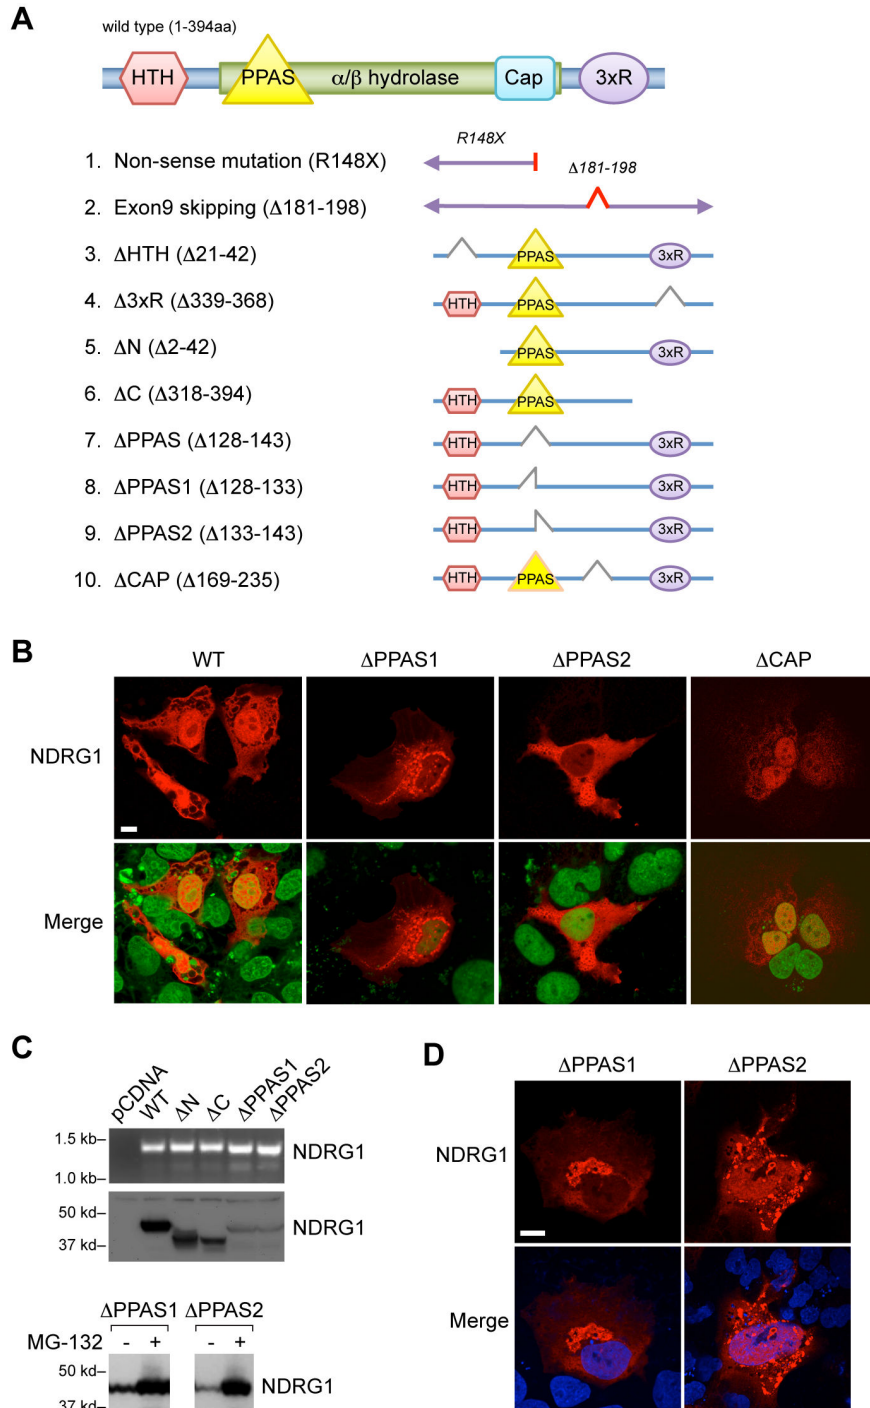 A
wild type (1-394aa)
HTH PPAS α/β hydrolase Cap 3xR
R148X
1. Non-sense mutation (R148X)
Δ181-198
2. Exon9 skipping (Δ181-198)
3. ΔHTH (Δ21-42) PPAS 3xR
4. Δ3xR (Δ339-368) HTH PPAS
5. ΔN (Δ2-42) PPAS 3xR
6. ΔC (Δ318-394) HTH PPAS
7. ΔPPAS (Δ128-143) HTH 3xR
8. ΔPPAS1 (Δ128-133) HTH 3xR
9. ΔPPAS2 (Δ133-143) HTH 3xR
10. ΔCAP (Δ169-235) HTH PPAS 3xR
B
WT ΔPPAS1 ΔPPAS2 ΔCAP
NDRG1
Merge
C
pCDNA WT ΔN ΔC ΔPPAS1 ΔPPAS2
1.5 kb– NDRG1
1.0 kb–
50 kd– NDRG1
37 kd–
ΔPPAS1 ΔPPAS2
MG-132 - + - +
50 kd– NDRG1
37 kd–
D
ΔPPAS1 ΔPPAS2
NDRG1
Merge